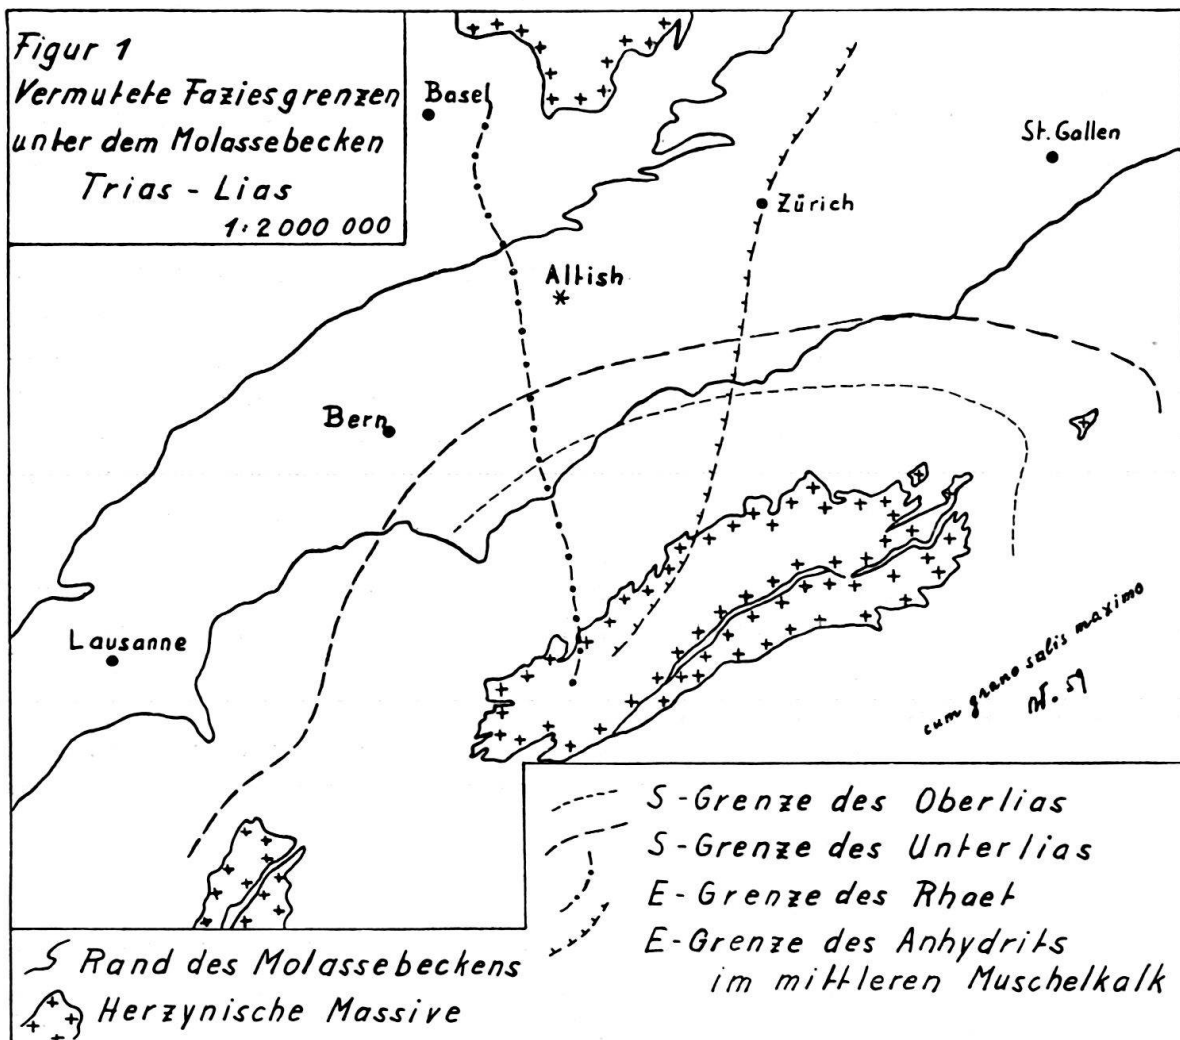 Figur 1
Vermutete Faziesgrenzen
unter dem Molassebecken
Trias - Lias
1:2 000 000
Basel
St. Gallen
Zürich
Altish
Bern
Lausanne
cum grano salis maximo
59
S-Grenze des Oberlias
S-Grenze des Unterlias
E-Grenze des Rhaet
E-Grenze des Anhydrits
im mittleren Muschelkalk
Rand des Molassebeckens
Herzynische Massive